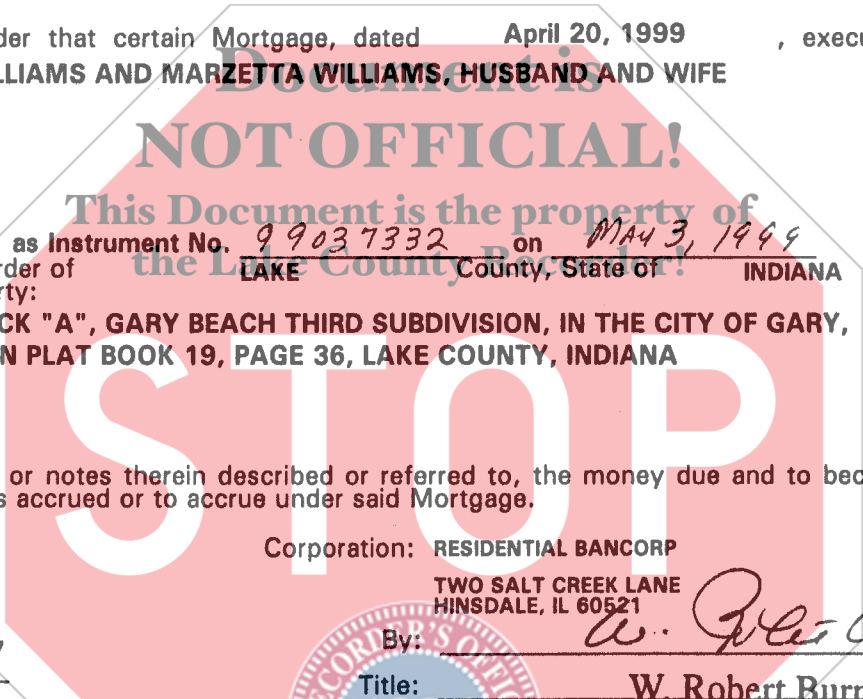 der that certain Mortgage, dated April 20, 1999 , execu
LLIAMS AND MARZETTA WILLIAMS, HUSBAND AND WIFE
Document is
NOT OFFICIAL!
This Document is the property of
the Lake County Recorder!
as Instrument No. 99037332 on May 3, 1999
rder of LAKE County, State of INDIANA
rty:
CK "A", GARY BEACH THIRD SUBDIVISION, IN THE CITY OF GARY,
N PLAT BOOK 19, PAGE 36, LAKE COUNTY, INDIANA
STOP
or notes therein described or referred to, the money due and to bec
s accrued or to accrue under said Mortgage.
Corporation: RESIDENTIAL BANCORP
TWO SALT CREEK LANE
HINSDALE, IL 60521
By: W. Robert
RECORDER'S OFFI
Title: W. Robert Burr